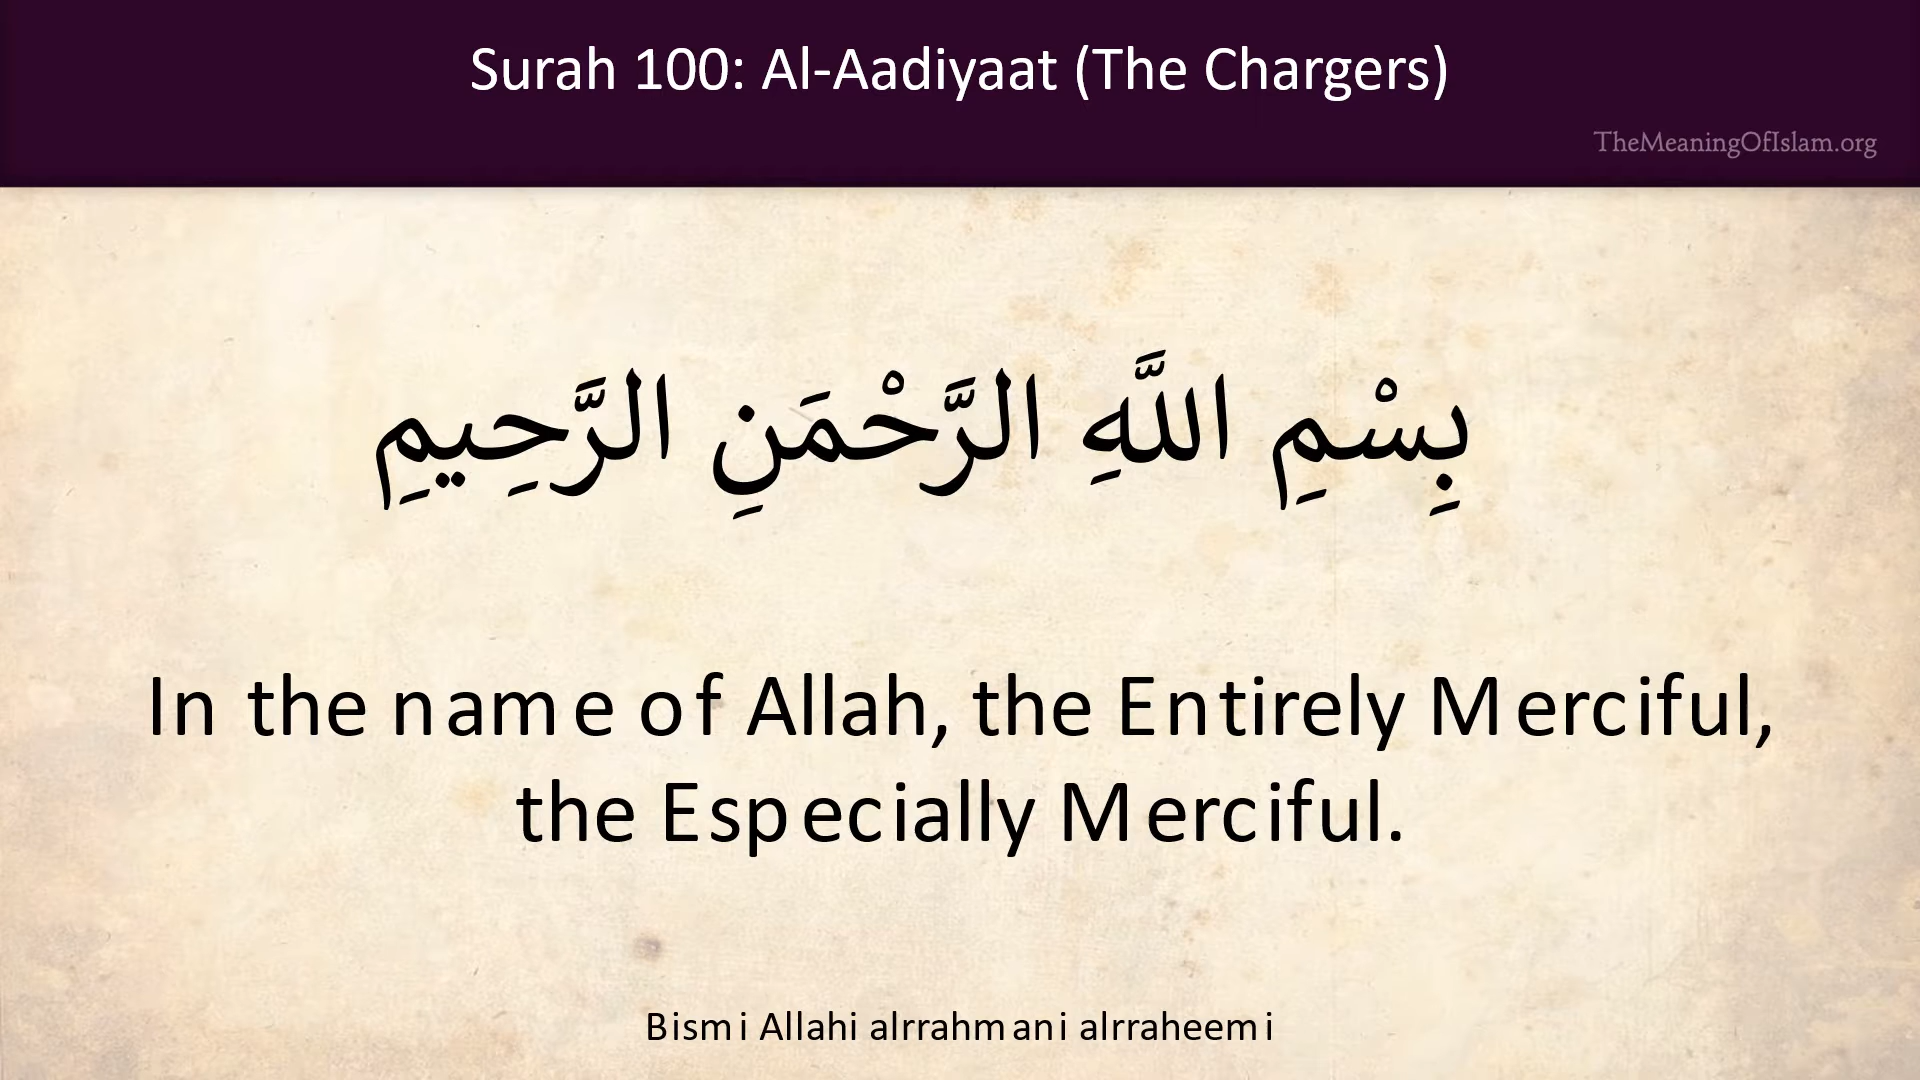 Surah 100: Al-Aadiyaat (The Chargers)
TheMeaningOfIslam.org
بِسْمِ اللَّهِ الرَّحْمَنِ الرَّحِيمِ
In the name of Allah, the Entirely Merciful,
the Especially Merciful.
Bismi Allahi alrrahmani alrraheemi